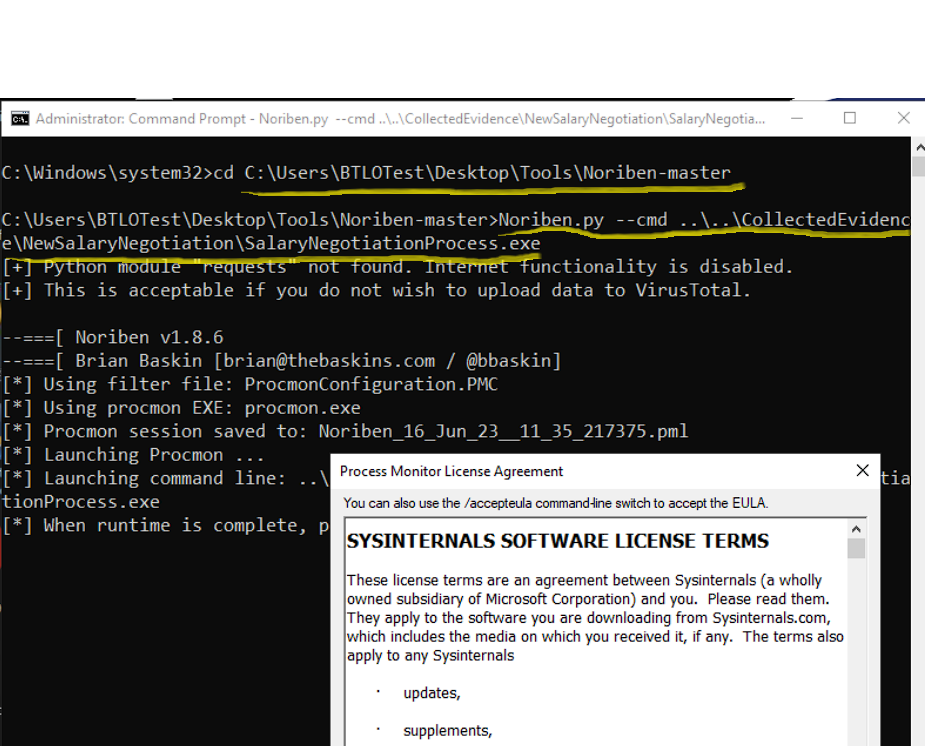 Administrator: Command Prompt - Noriben.py --cmd ..\..\CollectedEvidence\NewSalaryNegotiation\SalaryNegotia...
C:\Windows\system32>cd C:\Users\BTLOTest\Desktop\Tools\Noriben-master
C:\Users\BTLOTest\Desktop\Tools\Noriben-master>Noriben.py --cmd ..\..\CollectedEvidenc
e\NewSalaryNegotiation\SalaryNegotiationProcess.exe
[+] Python module "requests" not found. Internet functionality is disabled.
[+] This is acceptable if you do not wish to upload data to VirusTotal.
--===[ Noriben v1.8.6
--===[ Brian Baskin [brian@thebaskins.com / @bbaskin]
[*] Using filter file: ProcmonConfiguration.PMC
[*] Using procmon EXE: procmon.exe
[*] Procmon session saved to: Noriben_16_Jun_23__11_35_217375.pml
[*] Launching Procmon ...
[*] Launching command line: ..\ tia
tionProcess.exe
[*] When runtime is complete, p
Process Monitor License Agreement
You can also use the /accepteula command-line switch to accept the EULA.
SYSINTERNALS SOFTWARE LICENSE TERMS
These license terms are an agreement between Sysinternals (a wholly
owned subsidiary of Microsoft Corporation) and you. Please read them.
They apply to the software you are downloading from Sysinternals.com,
which includes the media on which you received it, if any. The terms also
apply to any Sysinternals
· updates,
· supplements,